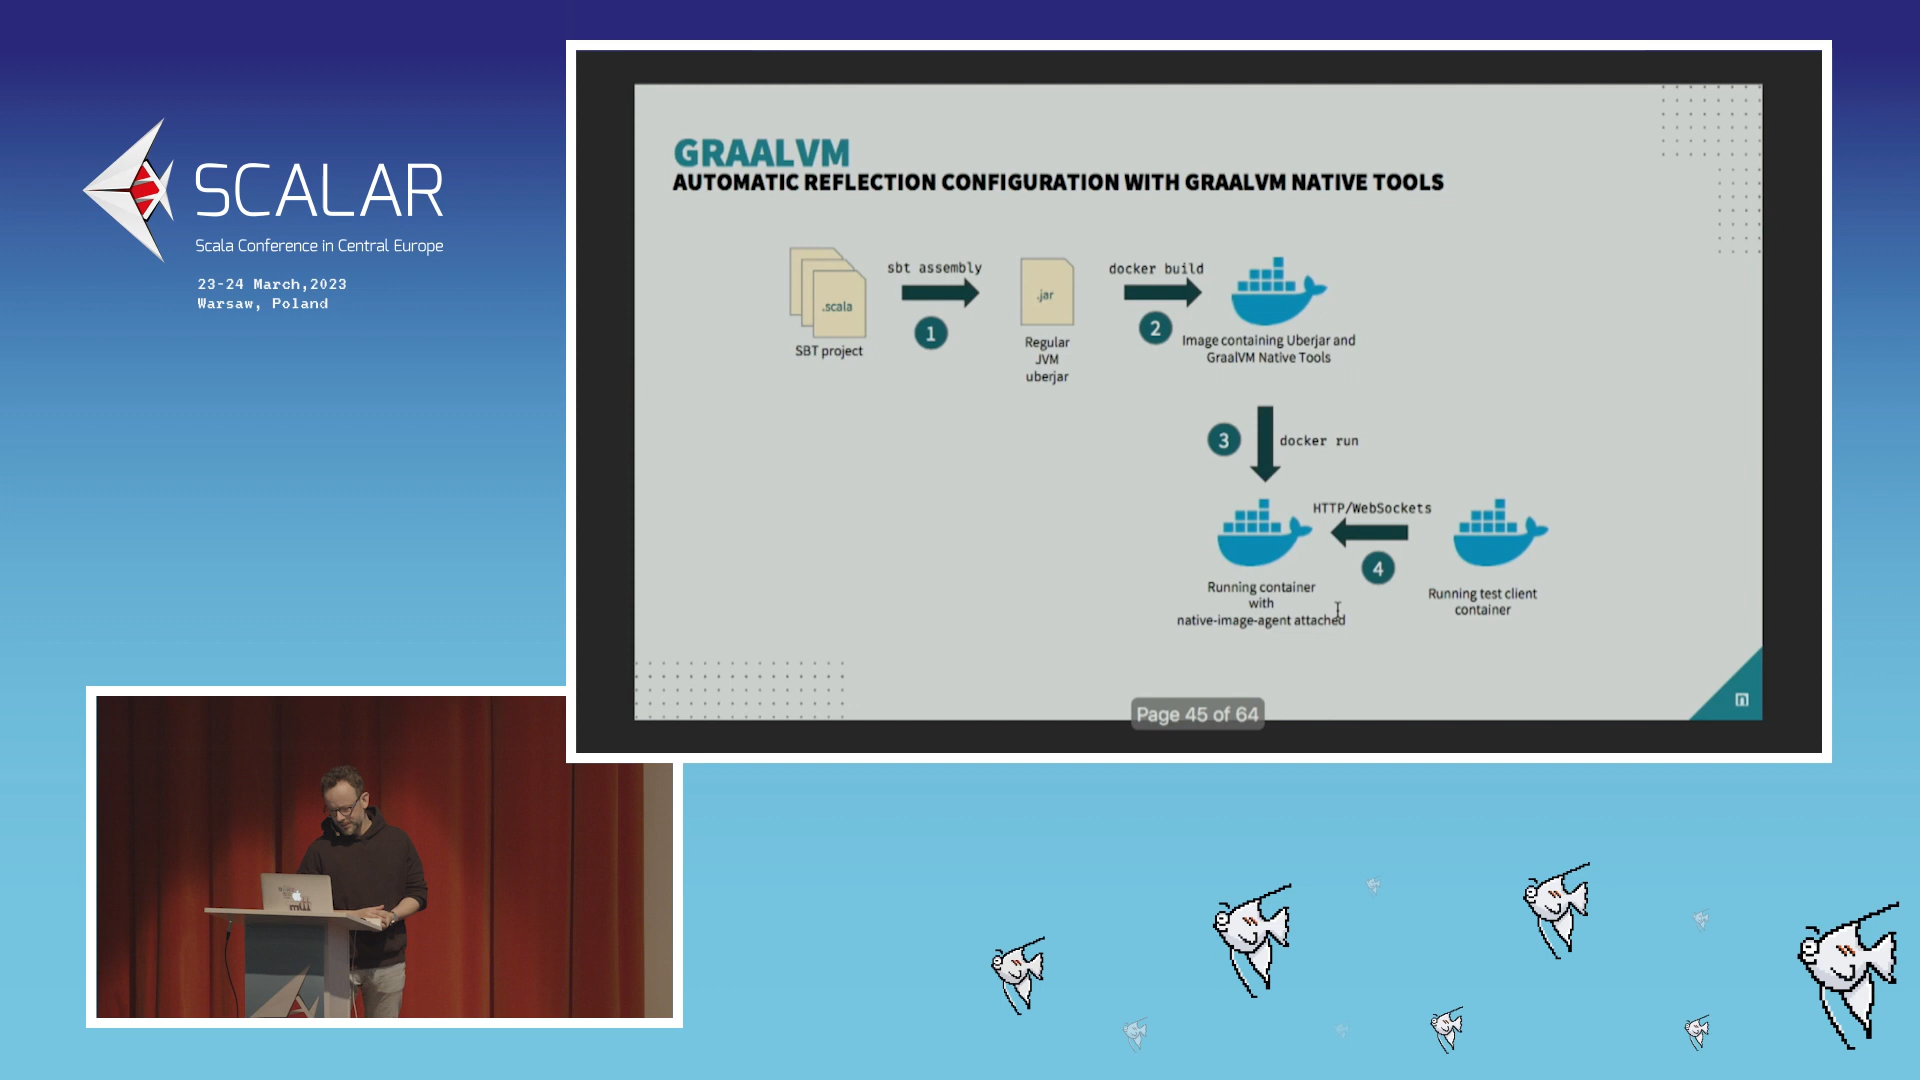 SCALAR
Scala Conference in Central Europe
23-24 March,2023
Warsaw, Poland
GRAALVM
AUTOMATIC REFLECTION CONFIGURATION WITH GRAALVM NATIVE TOOLS
.scala
SBT project
sbt assembly
1
.jar
Regular
JVM
uberjar
docker build
2
Image containing Uberjar and
GraalVM Native Tools
3
docker run
HTTP/WebSockets
4
Running container
with
native-image-agent attached
Running test client
container
Page 45 of 64
n